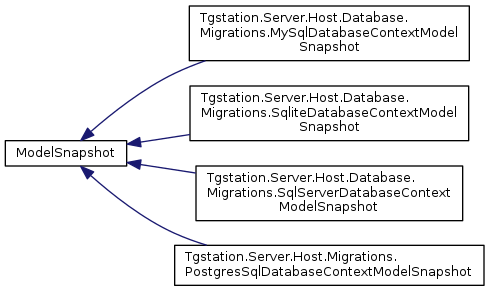 Tgstation.Server.Host.Database.
Migrations.MySqlDatabaseContextModel
Snapshot
Tgstation.Server.Host.Database.
Migrations.SqliteDatabaseContextModel
Snapshot
ModelSnapshot
Tgstation.Server.Host.Database.
Migrations.SqlServerDatabaseContext
ModelSnapshot
Tgstation.Server.Host.Migrations.
PostgresSqlDatabaseContextModelSnapshot